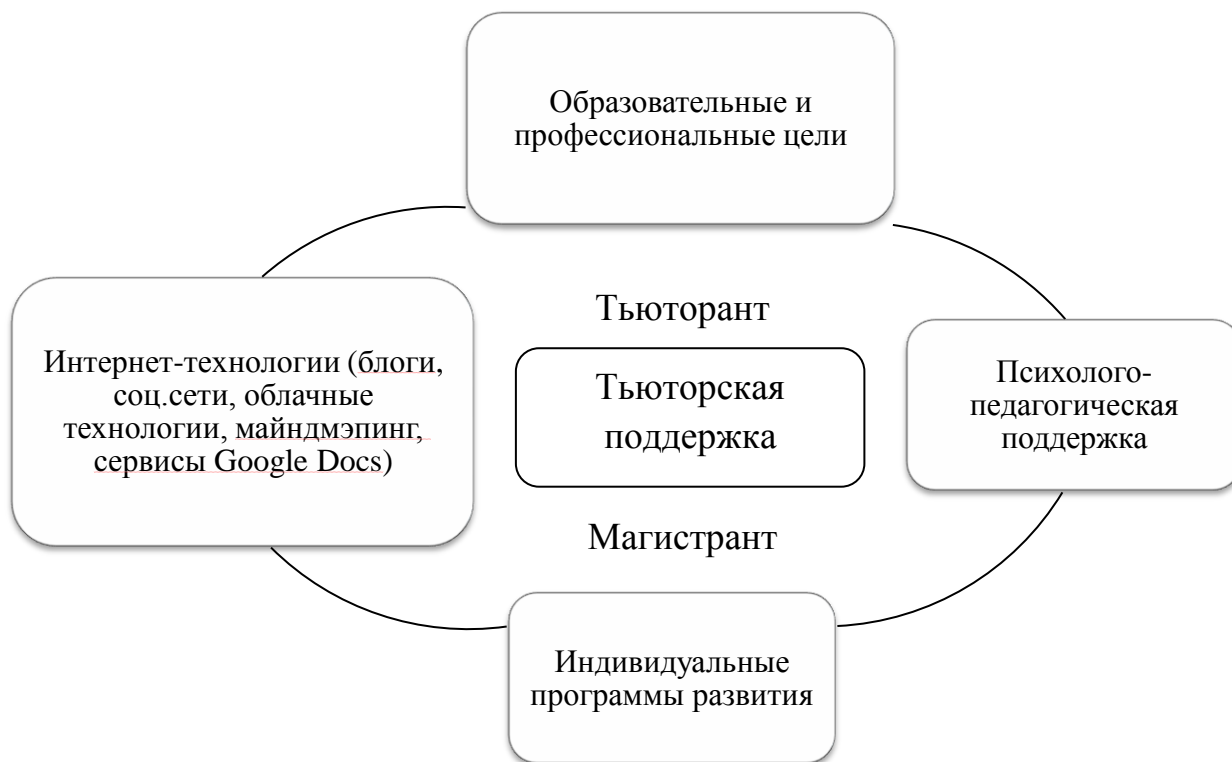 Образовательные и
профессиональные цели
Тьюторант
Интернет-технологии (блоги,
соц.сети, облачные
технологии, майндмэпинг,
сервисы Google Docs)
Тьюторская
поддержка
Психолого-
педагогическая
поддержка
Магистрант
Индивидуальные
программы развития